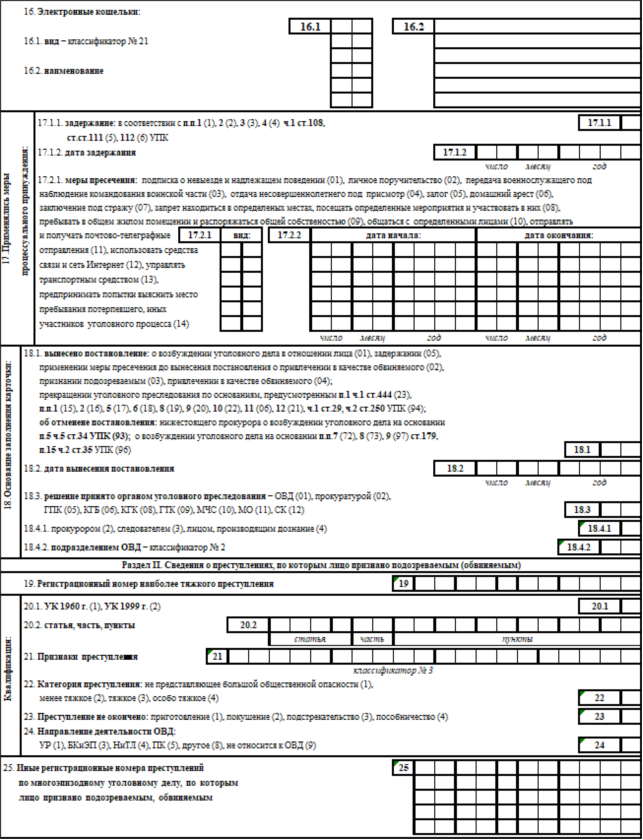 16. Электронные кошельки:
16.1 16.2
16.1. вид – классификатор № 21
16.2. наименование
17. Применялись меры процессуального принуждения:
17.1.1. задержание: в соответствии с п.п.1 (1), 2 (2), 3 (3), 4 (4) ч.1 ст.108,
17.1.1
ст.ст.111 (5), 112 (6) УПК
17.1.2. дата задержания
17.1.2
число месяц год
17.2.1. меры пресечения: подписка о невыезде и надлежащем поведении (01), личное поручительство (02), передача военнослужащего под
наблюдение командования воинской части (03), отдача несовершеннолетнего под присмотр (04), залог (05), домашний арест (06),
заключение под стражу (07), запрет находиться в определеных местах, посещать определенные мероприятия и участвовать в них (08),
пребывать в общем жилом помещении и распоряжаться общей собственостью (09), общаться с определенными лицами (10), отправлять
и получать почтово-телеграфные
17.2.1 вид: 17.2.2 дата начала: дата окончания:
отправления (11), использовать средства
связи и сеть Интернет (12), управлять
транспортным средством (13),
предпринимать попытки выяснить место
пребывания потерпевшего, иных
участников уголовного процесса (14)
число месяц год число месяц год
18. Основание заполнения карточки:
18.1. вынесено постановление: о возбуждении уголовного дела в отношении лица (01), задержании (05),
применении меры пресечения до вынесения постановления о привлечении в качестве обвиняемого (02),
признании подозреваемым (03), привлечении в качестве обвиняемого (04);
прекращении уголовного преследования по основаниям, предусмотренным п.1 ч.1 ст.444 (23),
п.п.1 (15), 2 (16), 5 (17), 6 (18), 8 (19), 9 (20), 10 (22), 11 (06), 12 (21), ч.1 ст.29, ч.2 ст.250 УПК (94);
об отмене постановления: нижестоящего прокурора о возбуждении уголовного дела на основании
п.5 ч.5 ст.34 УПК (93); о возбуждении уголовного дела на основании п.п.7 (72), 8 (73), 9 (97) ст.179,
п.15 ч.2 ст.35 УПК (96)
18.1
18.2. дата вынесения постановления
18.2
число месяц год
18.3. решение принято органом уголовного преследования – ОВД (01), прокуратурой (02),
ГПК (05), КГБ (06), КГК (08), ГТК (09), МЧС (10), МО (11), СК (12)
18.3
18.4.1. прокурором (2), следователем (3), лицом, производящим дознание (4)
18.4.1
18.4.2. подразделением ОВД – классификатор № 2
18.4.2
Раздел II. Сведения о преступлениях, по которым лицо признано подозреваемым (обвиняемым)
19. Регистрационный номер наиболее тяжкого преступления
19
Квалификация:
20.1. УК 1960 г. (1), УК 1999 г. (2)
20.1
20.2. статья, часть, пункты
20.2
статья часть пункты
21. Признаки преступления
21
классификатор № 3
22. Категория преступления: не представляющее большой общественной опасности (1),
менее тяжкое (2), тяжкое (3), особо тяжкое (4)
22
23. Преступление не окончено: приготовление (1), покушение (2), подстрекательство (3), пособничество (4)
23
24. Направление деятельности ОВД:
УР (1), БКиЭП (3), НиТЛ (4), ПК (5), другое (8), не относится к ОВД (9)
24
25. Иные регистрационные номера преступлений
25
по многоэпизодному уголовному делу, по которым
лицо признано подозреваемым, обвиняемым